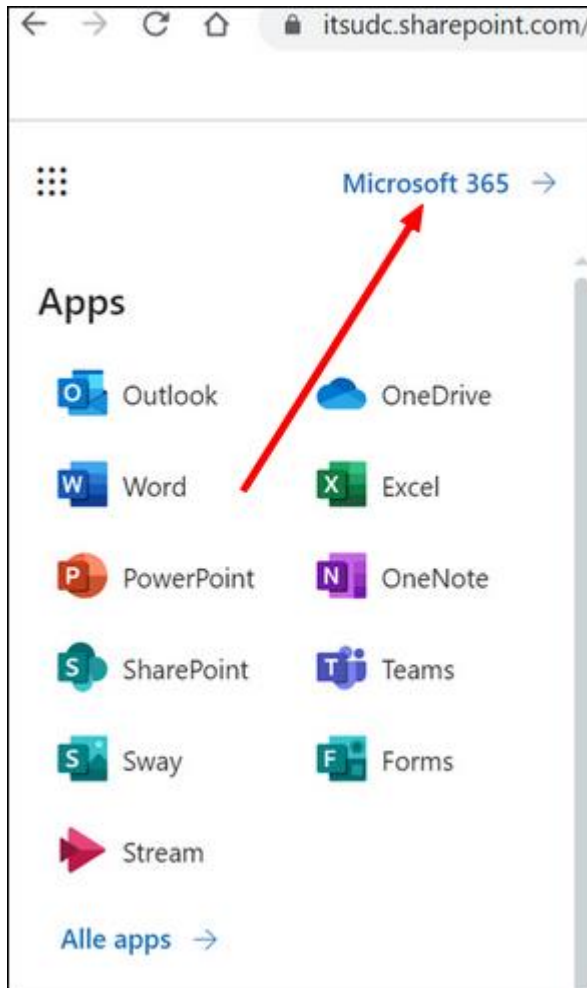 itsudc.sharepoint.com/
Microsoft 365
Apps
Outlook
OneDrive
Word
Excel
PowerPoint
OneNote
SharePoint
Teams
Sway
Forms
Stream
Alle apps